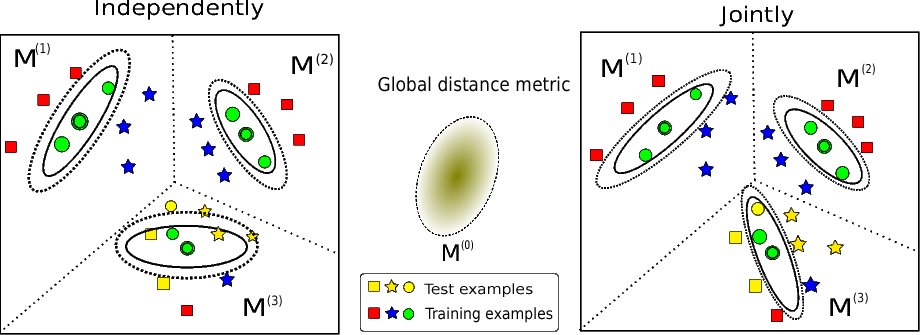 Independently
Jointly
M(1)
M(2)
M(3)
Global distance metric
M(0)
Test examples
Training examples
M(1)
M(2)
M(3)